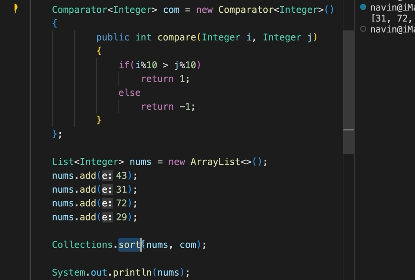 Comparator<Integer> com = new Comparator<Integer>()
{
public int compare(Integer i, Integer j)
{
if(i%10 > j%10)
return 1;
else
return -1;
}
};
List<Integer> nums = new ArrayList<>();
nums.add(e:43);
nums.add(e:31);
nums.add(e:72);
nums.add(e:29);
Collections.sort(nums, com);
System.out.println(nums);
navin@iMa
[31, 72,
navin@iMa